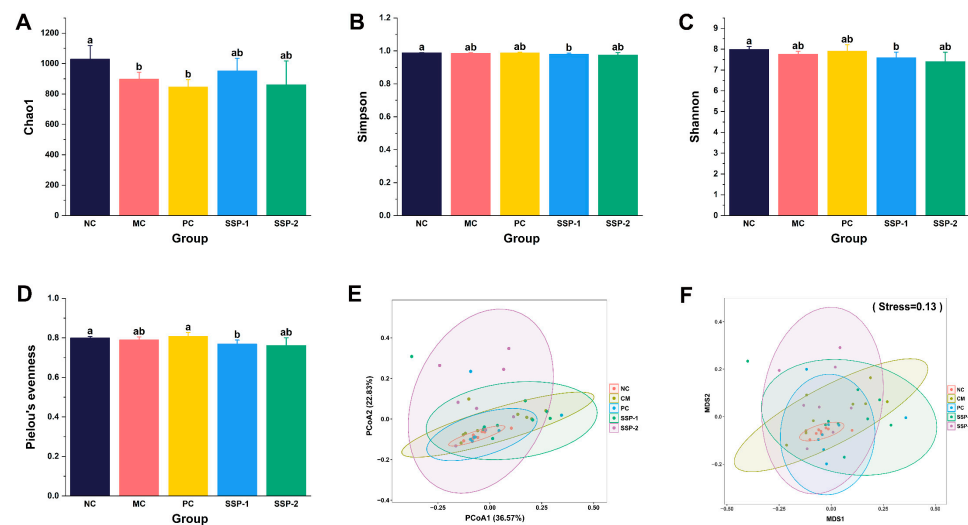 A
Chao1
1200
1000
800
600
400
200
0
a
b
b
ab
ab
NC
MC
PC
SSP-1
SSP-2
Group
B
Simpson
1.0
0.8
0.6
0.4
0.2
0.0
a
ab
ab
b
ab
NC
MC
PC
SSP-1
SSP-2
Group
C
Shannon
9
8
7
6
5
4
3
2
1
0
a
ab
ab
b
ab
NC
MC
PC
SSP-1
SSP-2
Group
D
Pielou's evenness
1.0
0.8
0.6
0.4
0.2
0.0
a
ab
a
b
ab
NC
MC
PC
SSP-1
SSP-2
Group
E
PCoA2 (22.83%)
0.4
0.2
0.0
−0.2
−0.4
−0.25
0.00
0.25
0.50
PCoA1 (36.57%)
NC
CM
PC
SSP-1
SSP-2
F
( Stress=0.13 )
MDS2
0.2
0.0
−0.2
−0.50
−0.25
0.00
0.25
0.50
MDS1
NC
CM
PC
SSP-
SSP-